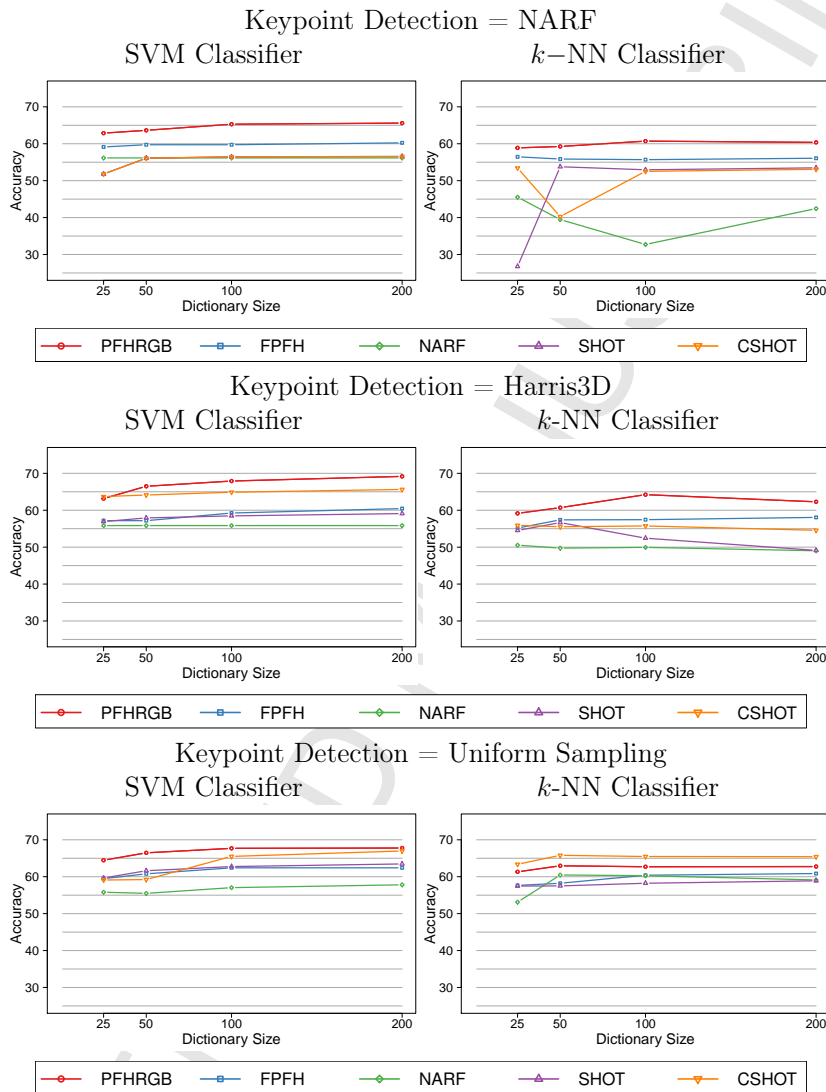 Keypoint Detection = NARF
SVM Classifier k−NN Classifier
70
60
50
40
30
Accuracy
25 50 100 200
Dictionary Size
70
60
50
40
30
Accuracy
25 50 100 200
Dictionary Size
PFHRGB FPFH NARF SHOT CSHOT
Keypoint Detection = Harris3D
SVM Classifier k-NN Classifier
70
60
50
40
30
Accuracy
25 50 100 200
Dictionary Size
70
60
50
40
30
Accuracy
25 50 100 200
Dictionary Size
PFHRGB FPFH NARF SHOT CSHOT
Keypoint Detection = Uniform Sampling
SVM Classifier k-NN Classifier
70
60
50
40
30
Accuracy
25 50 100 200
Dictionary Size
70
60
50
40
30
Accuracy
25 50 100 200
Dictionary Size
PFHRGB FPFH NARF SHOT CSHOT